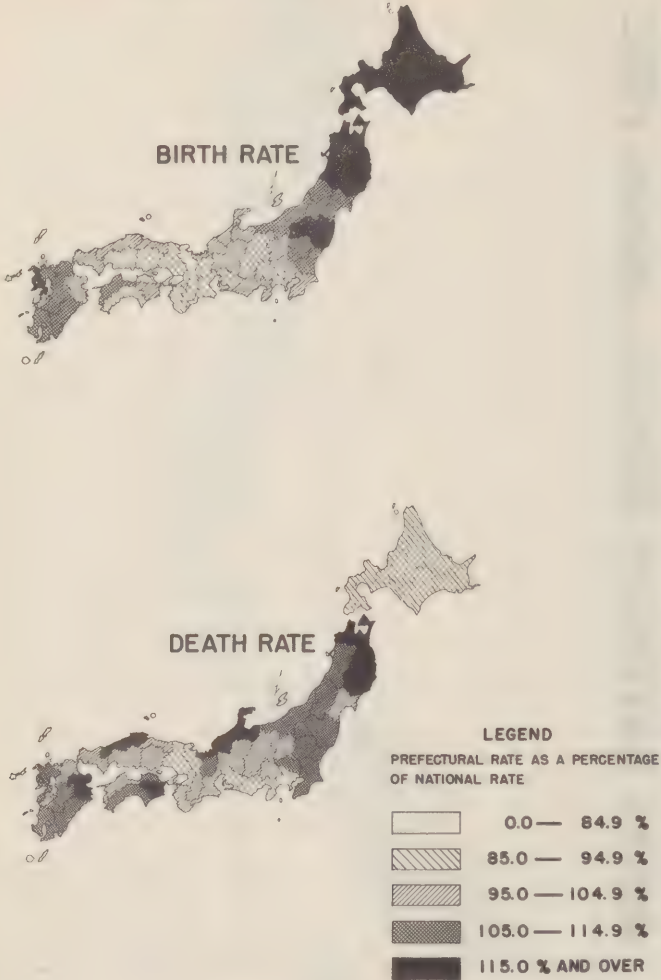 BIRTH RATE
DEATH RATE
LEGEND
PREFECTURAL RATE AS A PERCENTAGE
OF NATIONAL RATE
0.0 — 84.9 %
85.0 — 94.9 %
95.0 — 104.9 %
105.0 — 114.9 %
115.0 % AND OVER